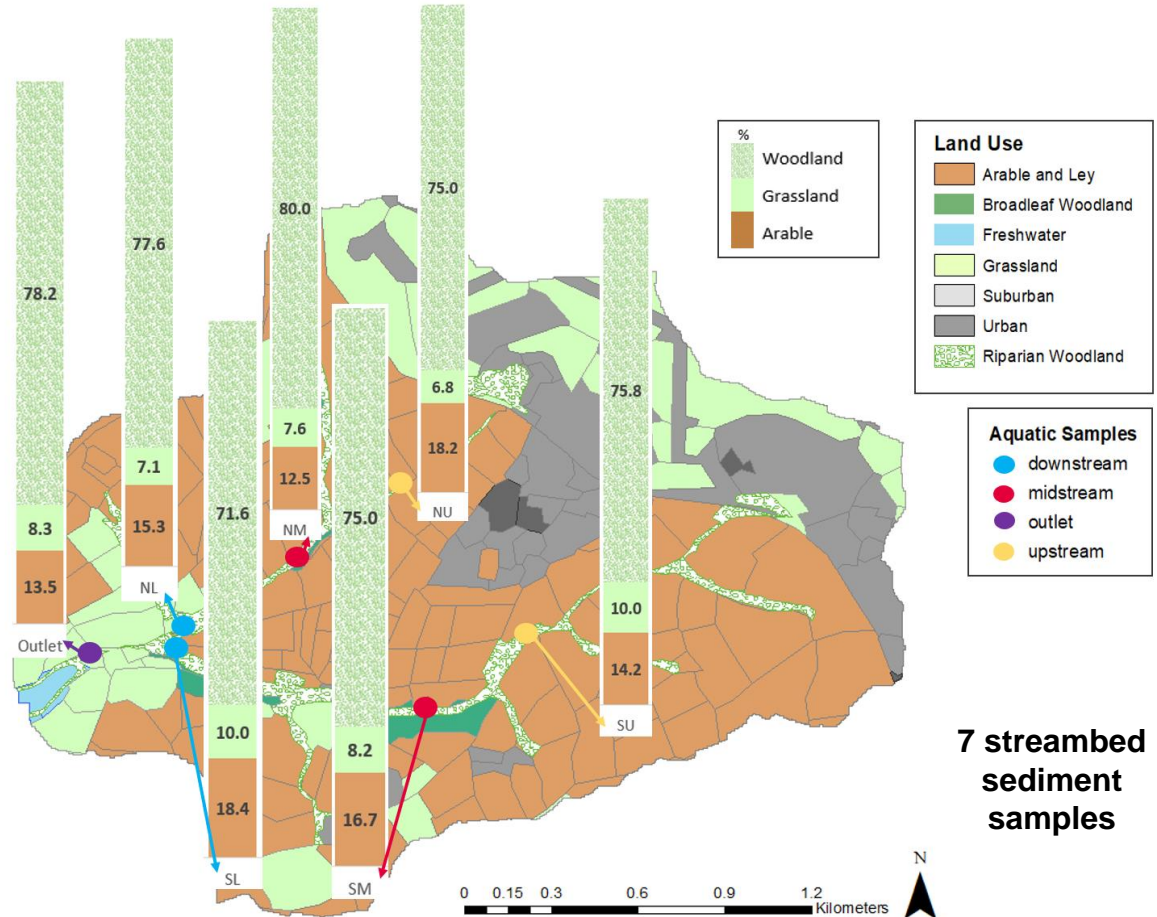 78.2
8.3
13.5
Outlet
77.6
7.1
15.3
NL
71.6
10.0
18.4
SL
80.0
7.6
12.5
NM
75.0
8.2
16.7
SM
75.0
6.8
18.2
NU
75.8
10.0
14.2
SU
%
Woodland
Grassland
Arable
Land Use
Arable and Ley
Broadleaf Woodland
Freshwater
Grassland
Suburban
Urban
Riparian Woodland
Aquatic Samples
downstream
midstream
outlet
upstream
7 streambed
sediment
samples
N
0 0.15 0.3 0.6 0.9 1.2
Kilometers